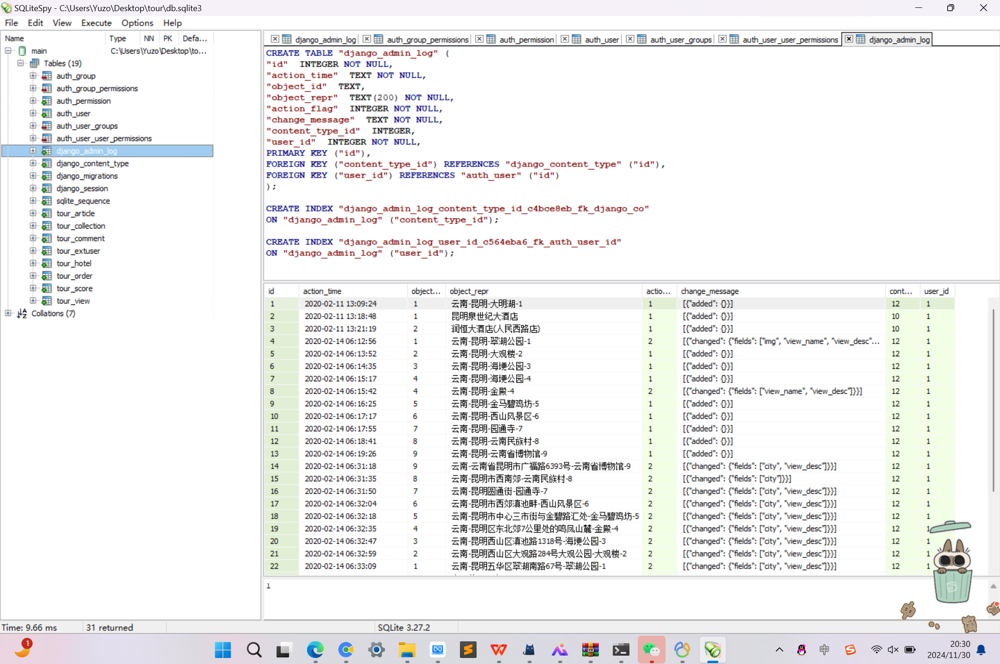 SQLiteSpy - C:\Users\Yuzo\Desktop\tour\db.sqlite3
File Edit View Execute Options Help
Name Type NN PK Defa...
main C:\Users\Yuzo\Desktop\to...
Tables (19)
auth_group
auth_group_permissions
auth_permission
auth_user
auth_user_groups
auth_user_user_permissions
django_admin_log
django_content_type
django_migrations
django_session
sqlite_sequence
tour_article
tour_collection
tour_comment
tour_extuser
tour_hotel
tour_order
tour_score
tour_view
Collations (7)
django_admin_log auth_group_permissions auth_permission auth_user auth_user_groups auth_user_user_permissions django_admin_log
CREATE TABLE "django_admin_log" (
"id" INTEGER NOT NULL,
"action_time" TEXT NOT NULL,
"object_id" TEXT,
"object_repr" TEXT(200) NOT NULL,
"action_flag" INTEGER NOT NULL,
"change_message" TEXT NOT NULL,
"content_type_id" INTEGER,
"user_id" INTEGER NOT NULL,
PRIMARY KEY ("id"),
FOREIGN KEY ("content_type_id") REFERENCES "django_content_type" ("id"),
FOREIGN KEY ("user_id") REFERENCES "auth_user" ("id")
);
CREATE INDEX "django_admin_log_content_type_id_c4bce8eb_fk_django_co"
ON "django_admin_log" ("content_type_id");
CREATE INDEX "django_admin_log_user_id_c564eba6_fk_auth_user_id"
ON "django_admin_log" ("user_id");
id action_time object... object_repr actio... change_message cont... user_id
1 2020-02-11 13:09:24 1 云南-昆明-大明湖-1 1 [{"added": {}}] 12 1
2 2020-02-11 13:18:48 1 昆明泉世纪大酒店 1 [{"added": {}}] 10 1
3 2020-02-11 13:21:19 2 润恒大酒店(人民西路店) 1 [{"added": {}}] 10 1
4 2020-02-14 06:12:56 1 云南-昆明-翠湖公园-1 2 [{"changed": {"fields": ["img", "view_name", "view_desc"... 12 1
5 2020-02-14 06:13:52 2 云南-昆明-大观楼-2 1 [{"added": {}}] 12 1
6 2020-02-14 06:14:35 3 云南-昆明-海埂公园-3 1 [{"added": {}}] 12 1
7 2020-02-14 06:15:17 4 云南-昆明-海埂公园-4 1 [{"added": {}}] 12 1
8 2020-02-14 06:15:42 4 云南-昆明-金殿-4 2 [{"changed": {"fields": ["view_name", "view_desc"]}}] 12 1
9 2020-02-14 06:16:25 5 云南-昆明-金马碧鸡坊-5 1 [{"added": {}}] 12 1
10 2020-02-14 06:17:17 6 云南-昆明-西山风景区-6 1 [{"added": {}}] 12 1
11 2020-02-14 06:17:55 7 云南-昆明-园通寺-7 1 [{"added": {}}] 12 1
12 2020-02-14 06:18:41 8 云南-昆明-云南民族村-8 1 [{"added": {}}] 12 1
13 2020-02-14 06:19:26 9 云南-昆明-云南省博物馆-9 1 [{"added": {}}] 12 1
14 2020-02-14 06:31:18 9 云南-云南省昆明市广福路6393号-云南省博物馆-9 2 [{"changed": {"fields": ["city", "view_desc"]}}] 12 1
15 2020-02-14 06:31:35 8 云南-昆明市西南郊-云南民族村-8 2 [{"changed": {"fields": ["city"]}}] 12 1
16 2020-02-14 06:31:50 7 云南-昆明圆通街-园通寺-7 2 [{"changed": {"fields": ["city", "view_desc"]}}] 12 1
17 2020-02-14 06:32:04 6 云南-昆明市西郊滇池畔-西山风景区-6 2 [{"changed": {"fields": ["city", "view_desc"]}}] 12 1
18 2020-02-14 06:32:18 5 云南-昆明市中心三市街与金碧路汇处-金马碧鸡坊-5 2 [{"changed": {"fields": ["city", "view_desc"]}}] 12 1
19 2020-02-14 06:32:35 4 云南-昆明区东北郊7公里处的鸣凤山麓-金殿-4 2 [{"changed": {"fields": ["city", "view_desc"]}}] 12 1
20 2020-02-14 06:32:47 3 云南-昆明西山区滇池路1318号-海埂公园-3 2 [{"changed": {"fields": ["city", "view_desc"]}}] 12 1
21 2020-02-14 06:32:59 2 云南-昆明西山区大观路284号大观公园-大观楼-2 2 [{"changed": {"fields": ["city", "view_desc"]}}] 12 1
22 2020-02-14 06:33:09 1 云南-昆明五华区翠湖南路67号-翠湖公园-1 2 [{"changed": {"fields": ["city", "view_desc"]}}] 12 1
1
中
Time: 9.66 ms 31 returned SQLite 3.27.2
1
中
20:30
2024/11/30